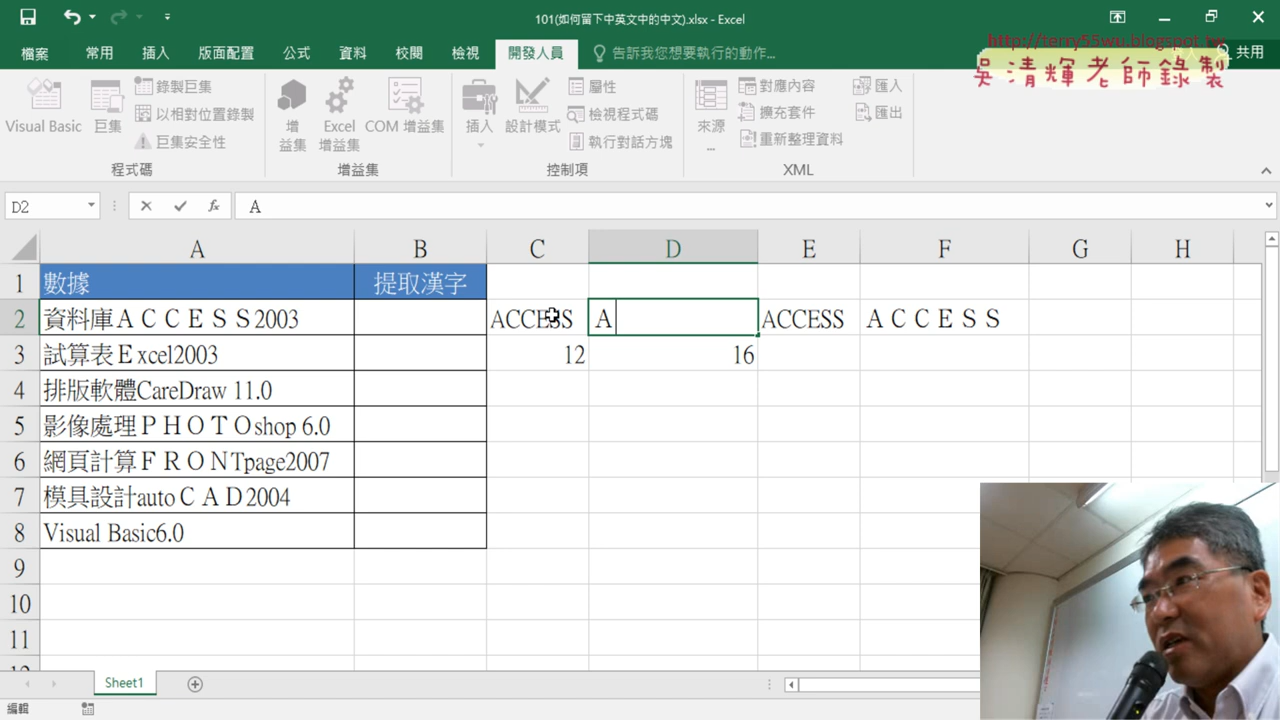 101(如何留下中英文中的中文).xlsx - Excel
http://terry55wu.blogspot.tw
吳清輝老師錄製
檔案 常用 插入 版面配置 公式 資料 校閱 檢視 開發人員 告訴我您想要執行的動作... 共用
Visual Basic 巨集 錄製巨集 以相對位置錄製 巨集安全性 程式碼
增益集 Excel 增益集 COM 增益集 增益集
插入 設計模式 屬性 檢視程式碼 執行對話方塊 控制項
來源 ... 對應內容 擴充套件 重新整理資料 匯入 匯出 XML
D2 fx A
A B C D E F G H
1 數據 提取漢字
2 資料庫ＡＣＣＥＳＳ2003 ACCESS Ａ ACCESS ＡＣＣＥＳＳ
3 試算表Ｅxcel2003 12 16
4 排版軟體CareDraw 11.0
5 影像處理ＰＨＯＴＯshop 6.0
6 網頁計算ＦＲＯＮTpage2007
7 模具設計autoＣＡＤ2004
8 Visual Basic6.0
9
10
11
Sheet1
編輯